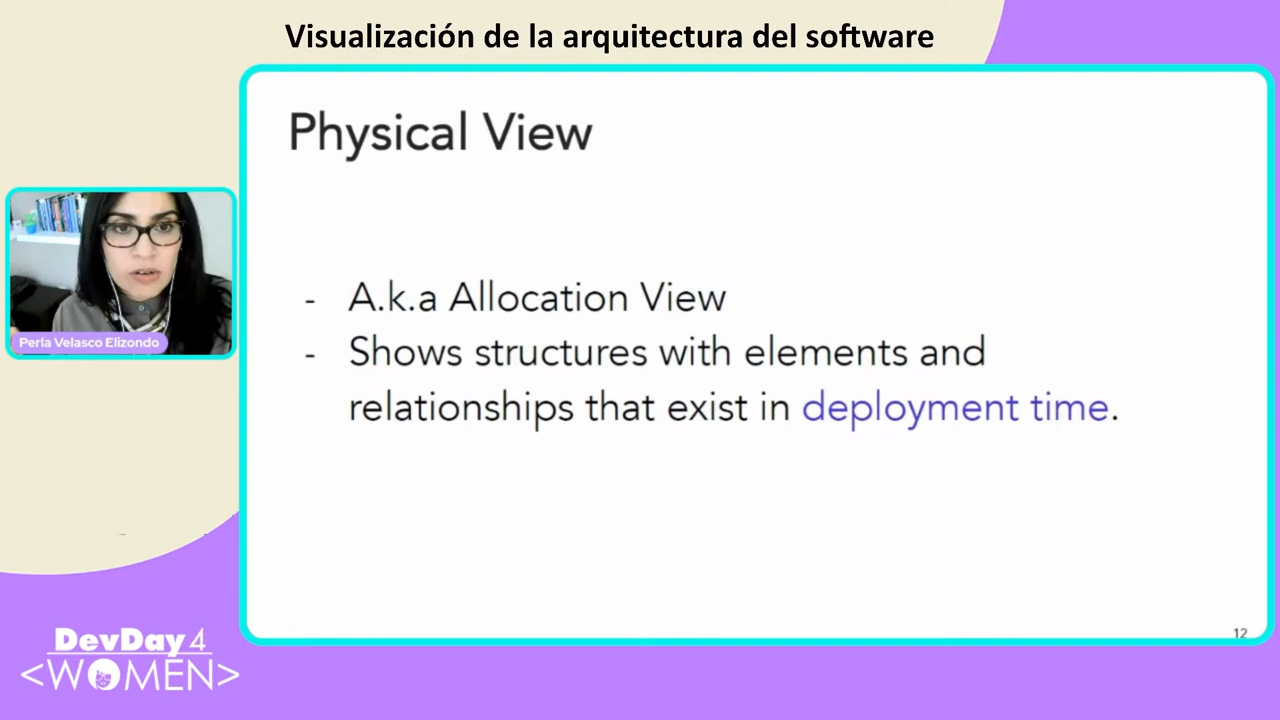 Visualización de la arquitectura del software
Physical View
- A.k.a Allocation View
- Shows structures with elements and
relationships that exist in deployment time.
Perla Velasco Elizondo
12
DevDay 4
<WOMEN>